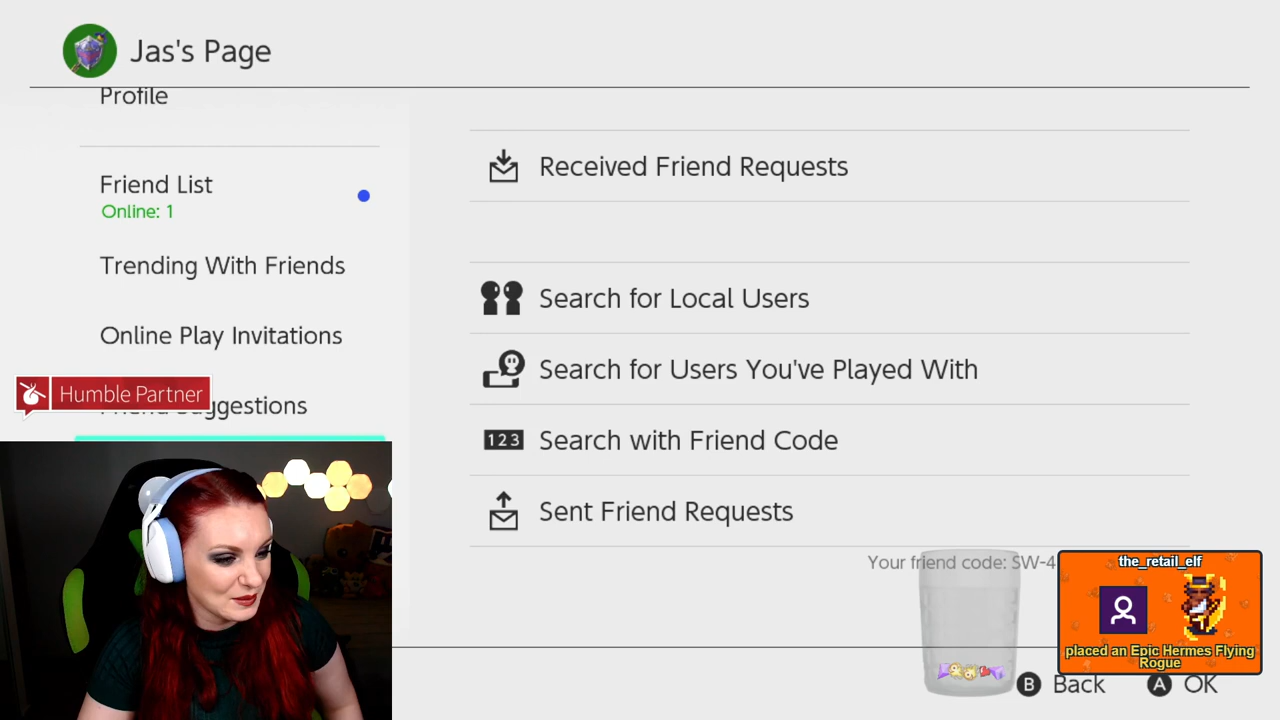 Jas's Page
Profile
Friend List
Online: 1
Trending With Friends
Online Play Invitations
Humble Partner
Suggestions
Received Friend Requests
Search for Local Users
Search for Users You've Played With
123
Search with Friend Code
Sent Friend Requests
Your friend code: SW-4
the_retail_elf
placed an Epic Hermes Flying
Rogue
B Back
A OK